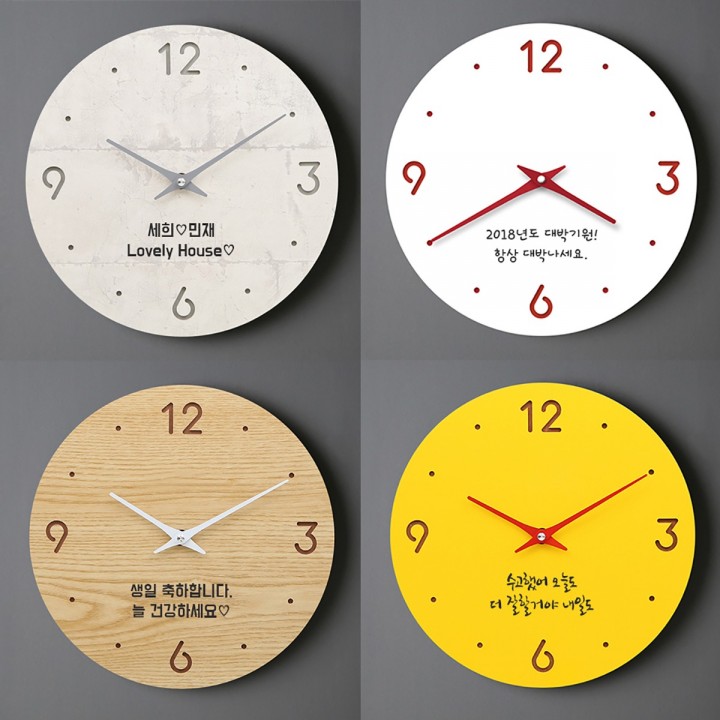 12
9 3
세희♡민재
Lovely House♡
6
12
9 3
2018년도 대박기원!
항상 대박나세요.
6
12
9 3
생일 축하합니다.
늘 건강하세요♡
6
12
9 3
수고했어 오늘도
더 잘할거야 내일도
6